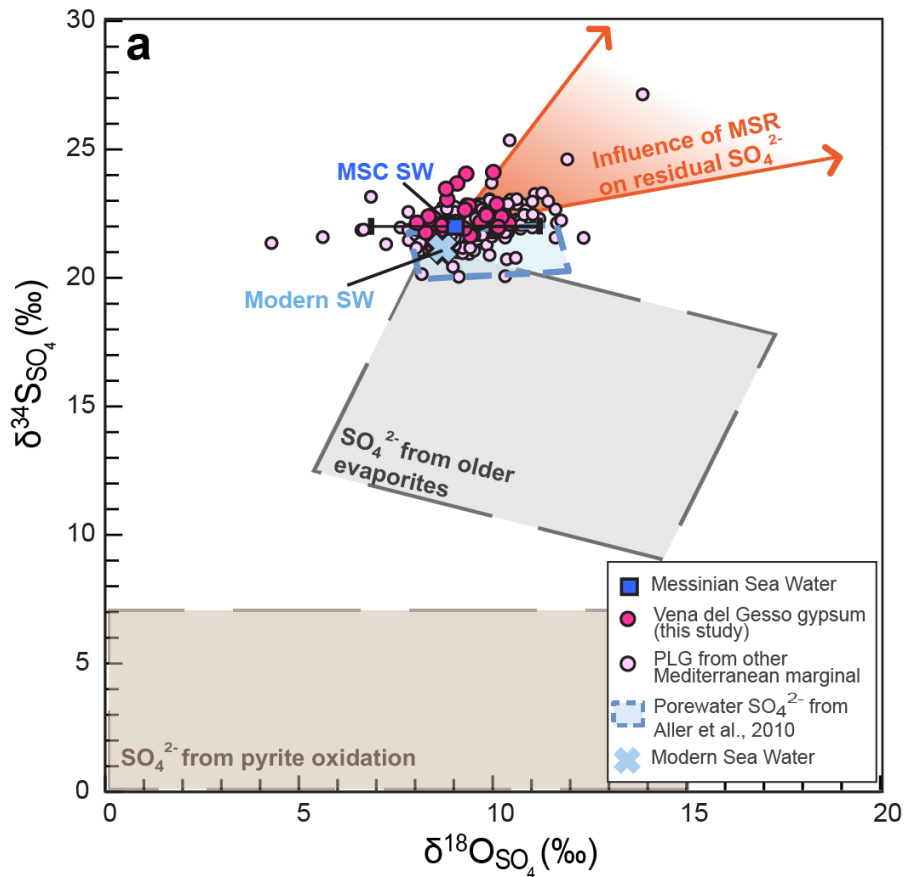 a
30
25
20
15
10
5
0
δ³⁴S_SO₄ (‰)
MSC SW
Modern SW
Influence of MSR
on residual SO₄²⁻
SO₄²⁻ from older
evaporites
SO₄²⁻ from pyrite oxidation
Messinian Sea Water
Vena del Gesso gypsum
(this study)
PLG from other
Mediterranean marginal
Porewater SO₄²⁻ from
Aller et al., 2010
Modern Sea Water
0
5
10
15
20
δ¹⁸O_SO₄ (‰)